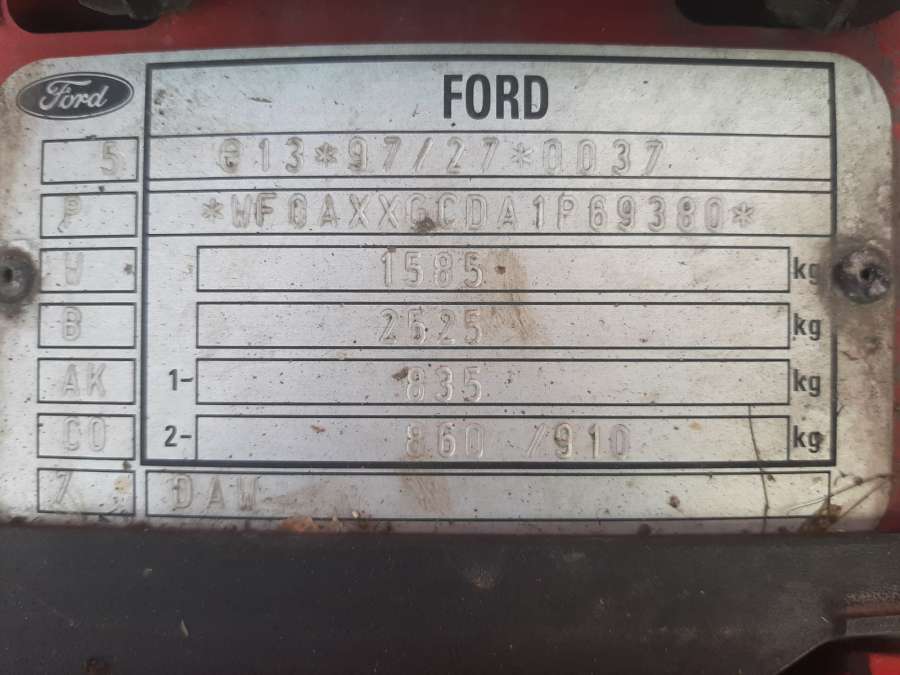 Ford
FORD
5 e13*97/27*0037
P *WF0AXXGCDA1P69380*
W 1585 kg
B 2525 kg
AK 1- 835 kg
CO 2- 860 /910 kg
Z DAW